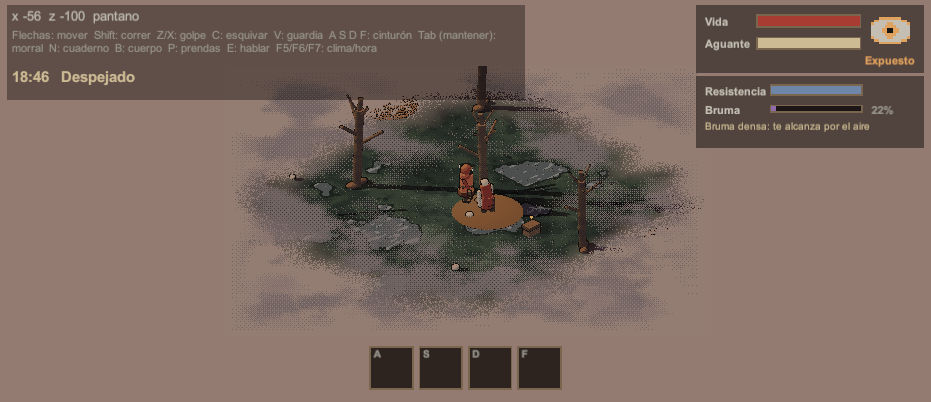 x -56 z -100 pantano
Flechas: mover Shift: correr Z/X: golpe C: esquivar V: guardia A S D F: cinturón Tab (mantener):
morral N: cuaderno B: cuerpo P: prendas E: hablar F5/F6/F7: clima/hora
18:46 Despejado
Vida
Aguante
Expuesto
Resistencia
Bruma 22%
Bruma densa: te alcanza por el aire
A S D F